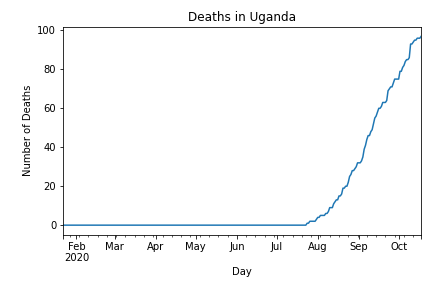 Deaths in Uganda
Number of Deaths
100
80
60
40
20
0
Feb Mar Apr May Jun Jul Aug Sep Oct
2020
Day